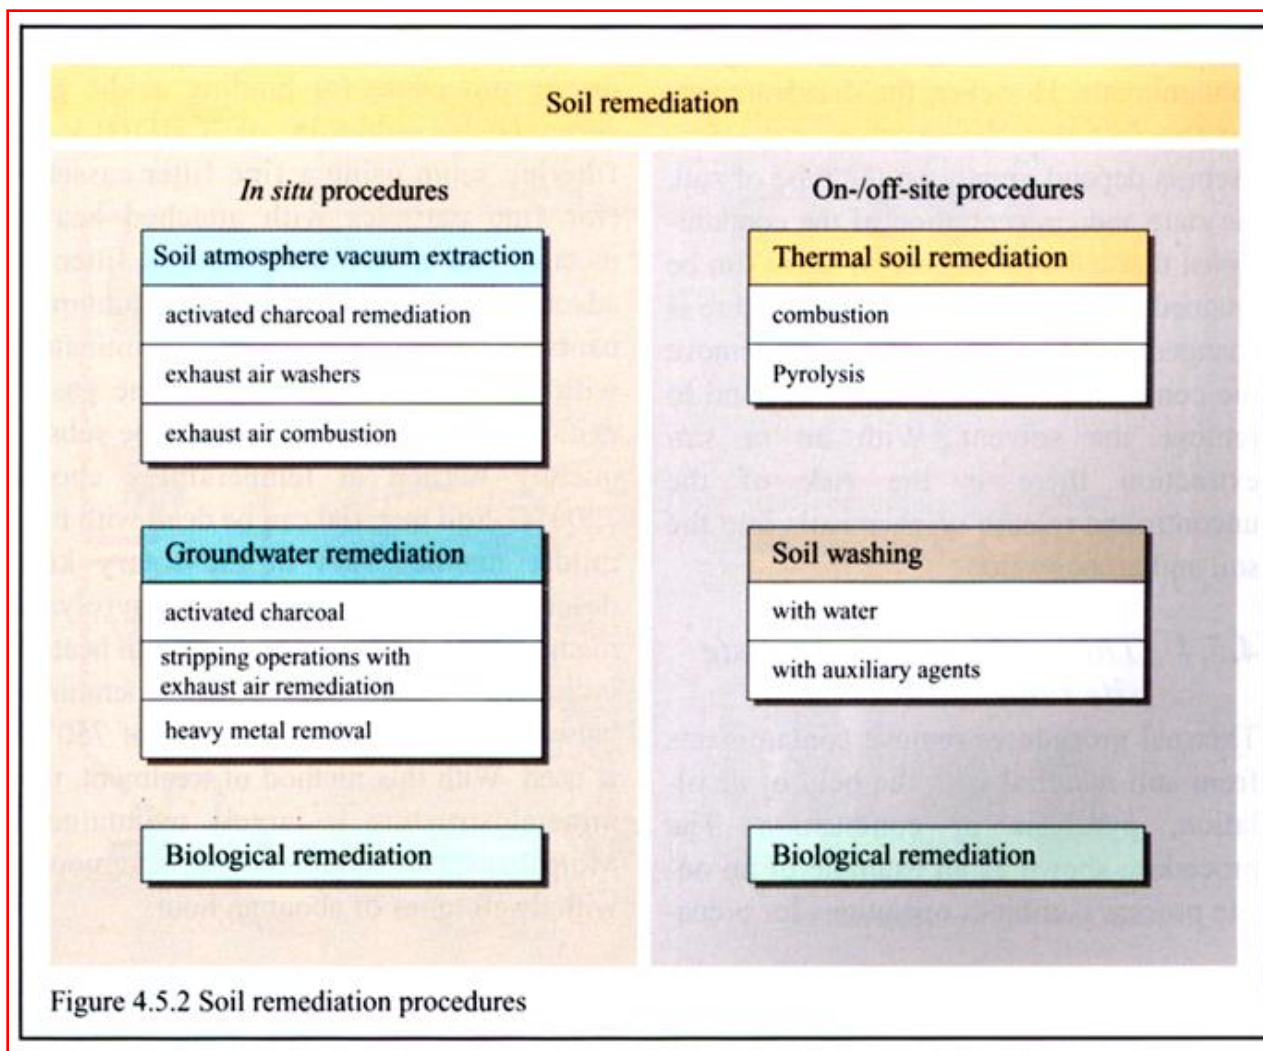 Soil remediation
In situ procedures
Soil atmosphere vacuum extraction
activated charcoal remediation
exhaust air washers
exhaust air combustion
Groundwater remediation
activated charcoal
stripping operations with
exhaust air remediation
heavy metal removal
Biological remediation
On-/off-site procedures
Thermal soil remediation
combustion
Pyrolysis
Soil washing
with water
with auxiliary agents
Biological remediation
Figure 4.5.2 Soil remediation procedures